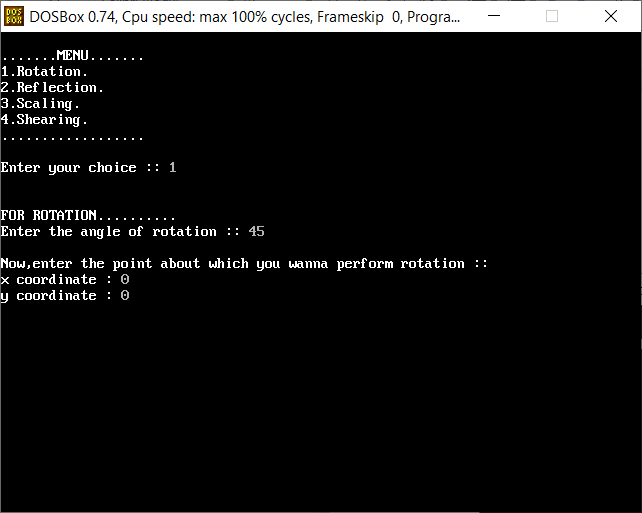 DOS BOX
DOSBox 0.74, Cpu speed: max 100% cycles, Frameskip  0, Progra...
.......MENU.......
1.Rotation.
2.Reflection.
3.Scaling.
4.Shearing.
..................
Enter your choice :: 1
FOR ROTATION..........
Enter the angle of rotation :: 45
Now,enter the point about which you wanna perform rotation ::
x coordinate : 0
y coordinate : 0